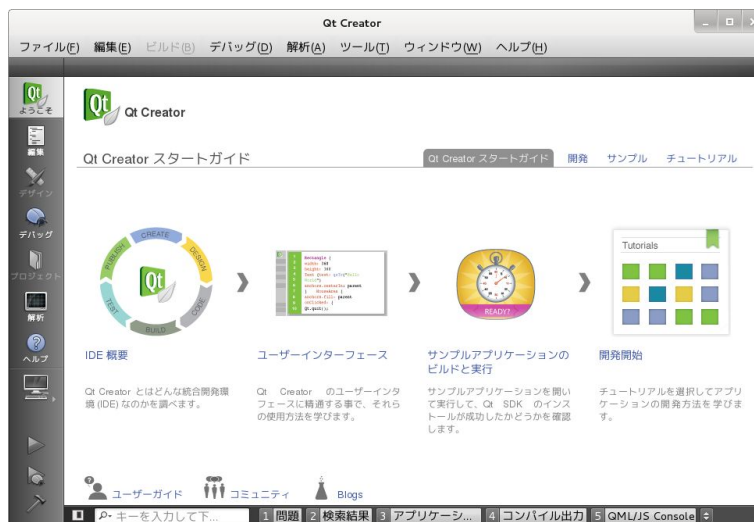 Qt Creator
ファイル(F) 編集(E) ビルド(B) デバッグ(D) 解析(A) ツール(T) ウィンドウ(W) ヘルプ(H)
Qt
ようこそ
編集
デザイン
デバッグ
プロジェクト
解析
ヘルプ
Qt Qt Creator
Qt Creator スタートガイド
Qt Creator スタートガイド 開発 サンプル チュートリアル
CREATE
DESIGN
CODE
BUILD
TEST
PUBLISH
Qt
READY?
Tutorials
IDE 概要
Qt Creator とはどんな統合開発環
境 (IDE) なのかを調べます。
ユーザーインターフェース
Qt Creator のユーザーインタ
フェースに精通する事で、それら
の使用方法を学びます。
サンプルアプリケーションの
ビルドと実行
サンプルアプリケーションを開い
て実行して、Qt SDK のインス
トールが成功したかどうかを確認
します。
開発開始
チュートリアルを選択してアプリ
ケーションの開発方法を学びま
す。
ユーザーガイド コミュニティ Blogs
キーを入力して下... 1 問題 2 検索結果 3 アプリケーシ... 4 コンパイル出力 5 QML/JS Console